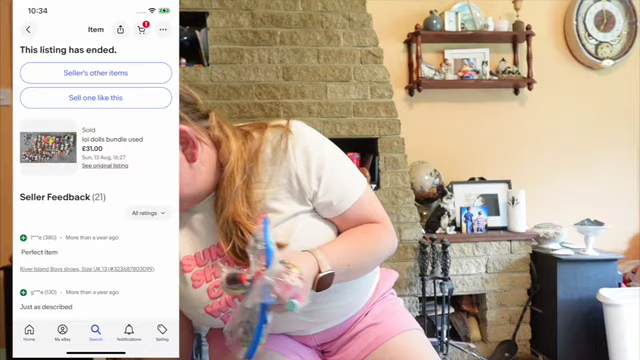 10:34
Item
This listing has ended.
Seller's other items
Sell one like this
Sold
lol dolls bundle used
£31.00
Sun, 13 Aug, 16:27
See original listing
Seller Feedback (21)
All ratings
l***e (380) • More than a year ago
Perfect item
River Island Boys shoes, Size UK 13 (#323687803099)
g***e (130) • More than a year ago
Just as described
Home
My eBay
Search
Notifications
Selling
SUN